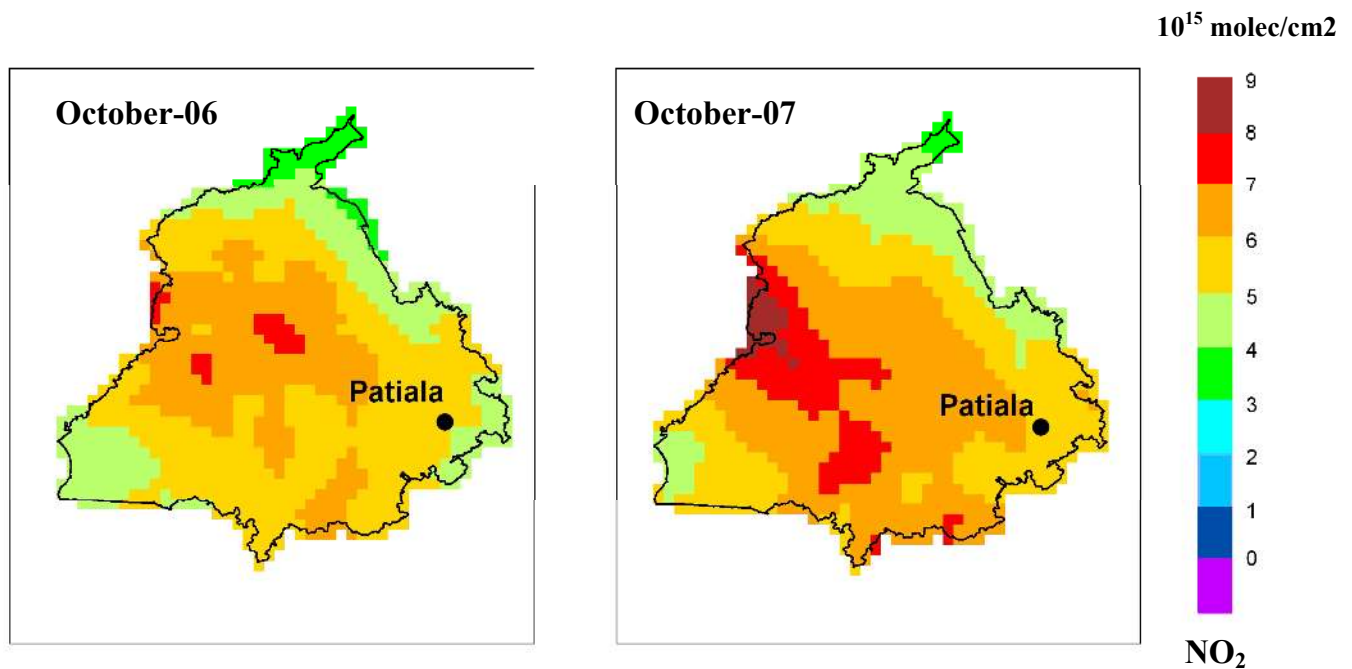 10¹⁵ molec/cm2
October-06
October-07
9
8
7
6
5
4
3
2
1
0
Patiala
Patiala
NO₂